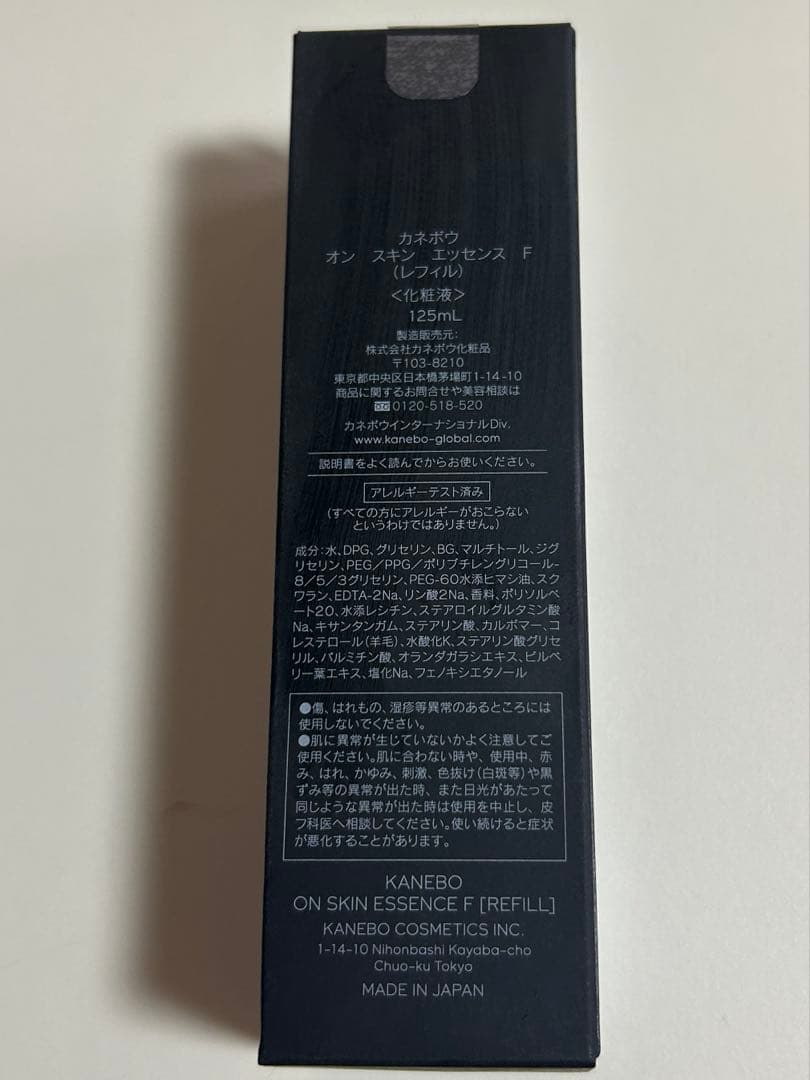 カネボウ
オン　スキン　エッセンス　F
（レフィル）
＜化粧液＞
125mL
製造販売元：
株式会社カネボウ化粧品
〒103-8210
東京都中央区日本橋茅場町1-14-10
商品に関するお問合せや美容相談は
0120-518-520
カネボウインターナショナルDiv.
www.kanebo-global.com
説明書をよく読んでからお使いください。
アレルギーテスト済み
（すべての方にアレルギーがおこらない
というわけではありません。）
成分：水、DPG、グリセリン、BG、マルチトール、ジグ
リセリン、PEG／PPG／ポリブチレングリコール-
8／5／3グリセリン、PEG-60水添ヒマシ油、スク
ワラン、EDTA-2Na、リン酸2Na、香料、ポリソルベ
ート20、水添レシチン、ステアロイルグルタミン酸
Na、キサンタンガム、ステアリン酸、カルボマー、コ
レステロール（羊毛）、水酸化K、ステアリン酸グリセ
リル、パルミチン酸、オランダガラシエキス、ビルベ
リー葉エキス、塩化Na、フェノキシエタノール
●傷、はれもの、湿疹等異常のあるところには
使用しないでください。
●肌に異常が生じていないかよく注意してご
使用ください。肌に合わない時や、使用中、赤
み、はれ、かゆみ、刺激、色抜け（白斑等）や黒
ずみ等の異常が出た時、また日光があたって
同じような異常が出た時は使用を中止し、皮
フ科医へ相談してください。使い続けると症状
が悪化することがあります。
KANEBO
ON SKIN ESSENCE F [REFILL]
KANEBO COSMETICS INC.
1-14-10 Nihonbashi Kayaba-cho
Chuo-ku Tokyo
MADE IN JAPAN